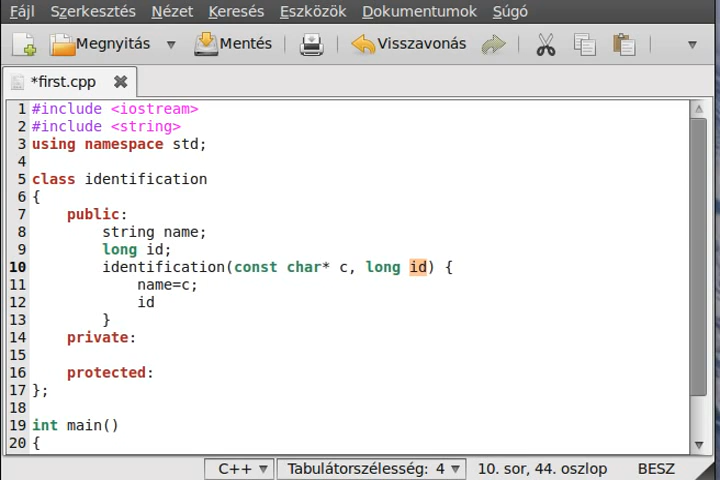 Fájl Szerkesztés Nézet Keresés Eszközök Dokumentumok Súgó
Megnyitás Mentés Visszavonás
*first.cpp
1 #include <iostream>
2 #include <string>
3 using namespace std;
4
5 class identification
6 {
7 public:
8 string name;
9 long id;
10 identification(const char* c, long id) {
11 name=c;
12 id
13 }
14 private:
15
16 protected:
17 };
18
19 int main()
20 {
C++ Tabulátorszélesség: 4 10. sor, 44. oszlop BESZ